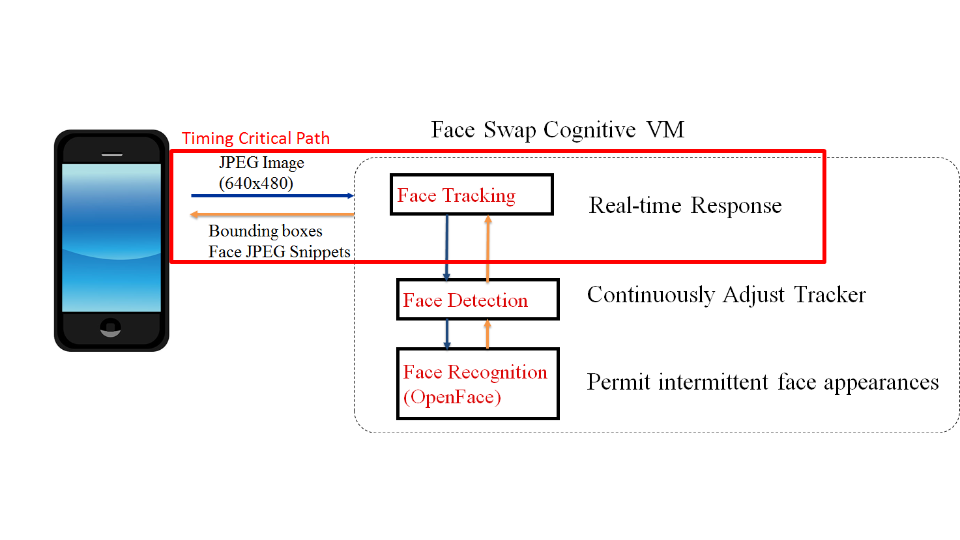 Face Swap Cognitive VM
Timing Critical Path
JPEG Image
(640x480)
Bounding boxes
Face JPEG Snippets
Face Tracking
Real-time Response
Face Detection
Continuously Adjust Tracker
Face Recognition
(OpenFace)
Permit intermittent face appearances